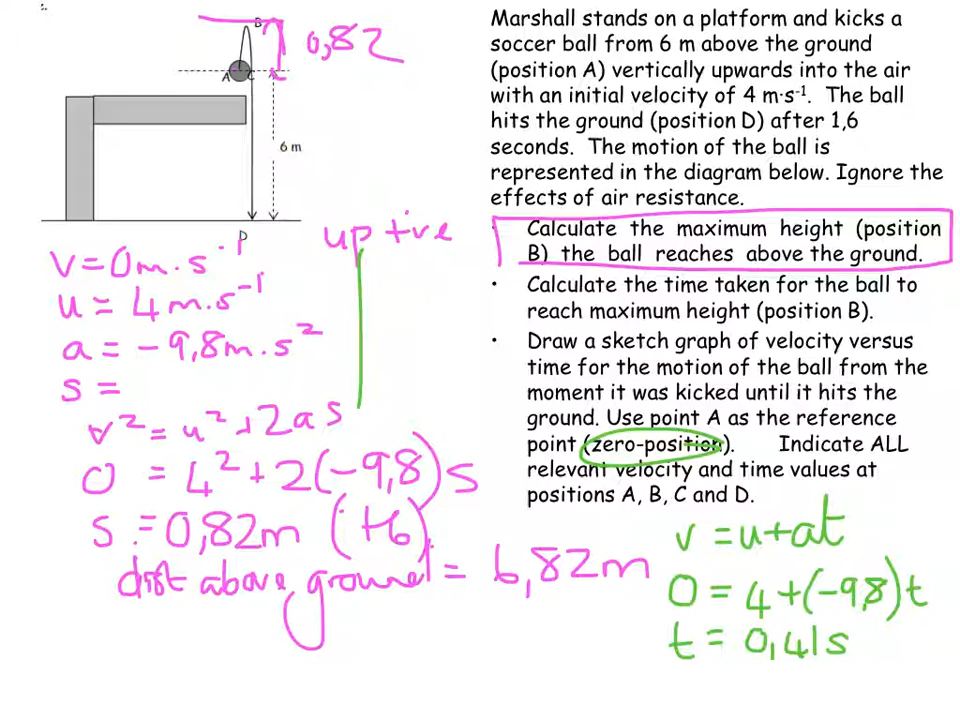 B
0,82
A
C
A
6 m
D
Marshall stands on a platform and kicks a
soccer ball from 6 m above the ground
(position A) vertically upwards into the air
with an initial velocity of 4 m·s⁻¹. The ball
hits the ground (position D) after 1,6
seconds. The motion of the ball is
represented in the diagram below. Ignore the
effects of air resistance.
Calculate the maximum height (position
B) the ball reaches above the ground.
• Calculate the time taken for the ball to
reach maximum height (position B).
• Draw a sketch graph of velocity versus
time for the motion of the ball from the
moment it was kicked until it hits the
ground. Use point A as the reference
point (zero-position). Indicate ALL
relevant velocity and time values at
positions A, B, C and D.
up +ve
v = 0m.s⁻¹
u = 4m.s⁻¹
a = -9,8m.s²
s =
v² = u² + 2as
0 = 4² + 2(-9,8)s
s = 0,82m (+6)
dist above ground = 6,82m
v = u+at
0 = 4+(-9,8)t
t = 0,41s